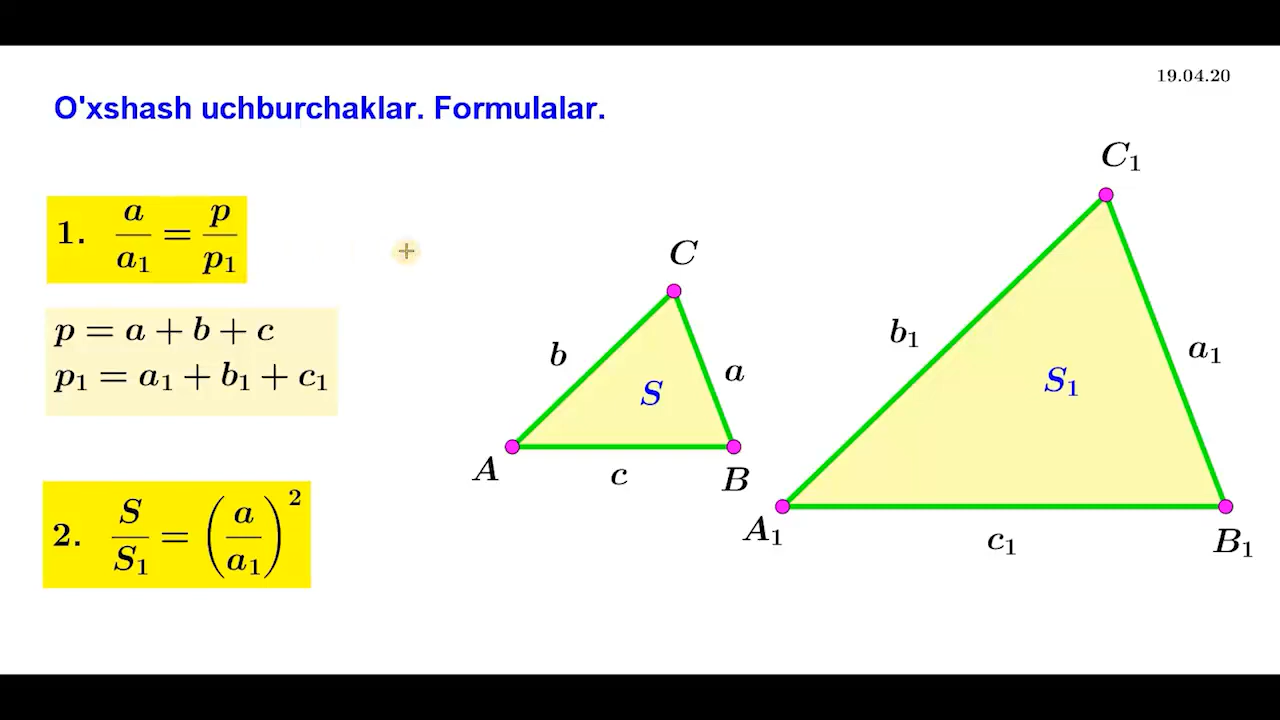 19.04.20
O'xshash uchburchaklar. Formulalar.
1. a/a₁ = p/p₁
p = a + b + c
p₁ = a₁ + b₁ + c₁
2. S/S₁ = (a/a₁)²
C
b
a
S
A
c
B
C₁
b₁
a₁
S₁
A₁
c₁
B₁